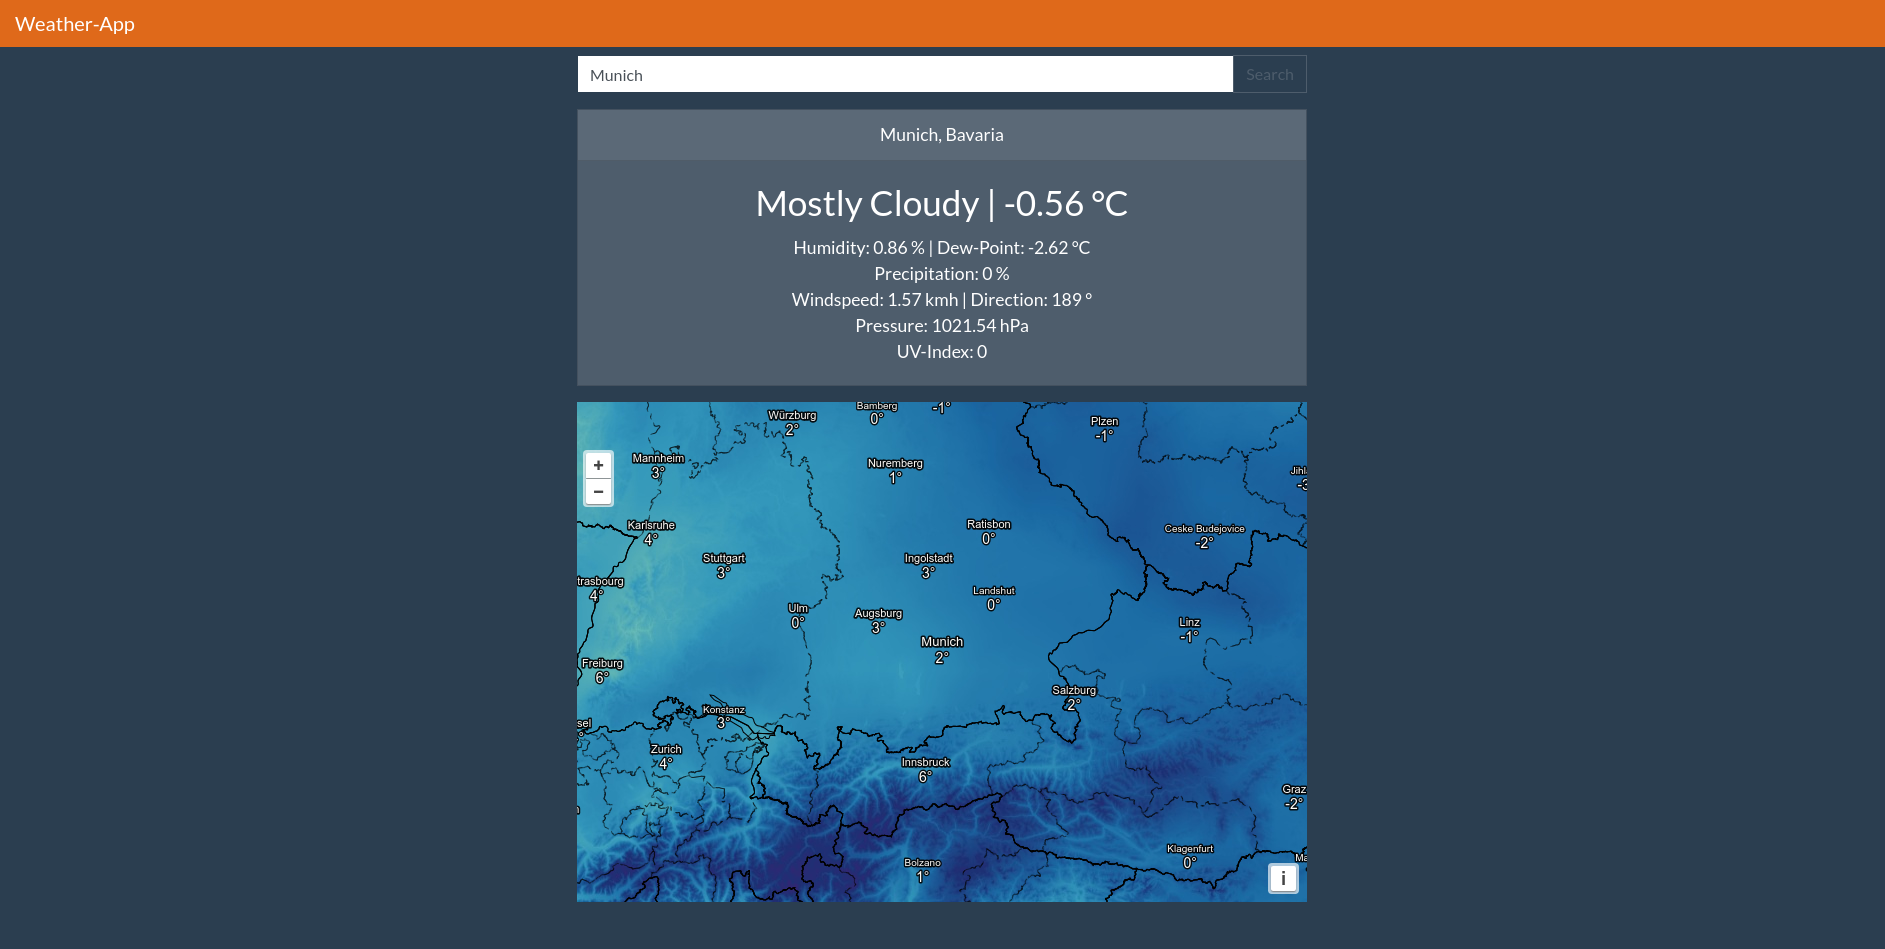 Weather-App
Munich
Search
Munich, Bavaria
Mostly Cloudy | -0.56 °C
Humidity: 0.86 % | Dew-Point: -2.62 °C
Precipitation: 0 %
Windspeed: 1.57 kmh | Direction: 189 °
Pressure: 1021.54 hPa
UV-Index: 0
Würzburg
2°
Bamberg
0°
-1°
Plzen
-1°
Mannheim
3°
Nuremberg
1°
+
−
Karlsruhe
4°
Ratisbon
0°
Ceske Budejovice
-2°
Stuttgart
3°
Ingolstadt
3°
trasbourg
4°
Landshut
0°
Ulm
0°
Augsburg
3°
Munich
2°
Linz
-1°
Freiburg
6°
Salzburg
2°
Konstanz
3°
sel
Zurich
4°
Innsbruck
6°
Graz
-2°
Klagenfurt
0°
Bolzano
1°
Ma
i